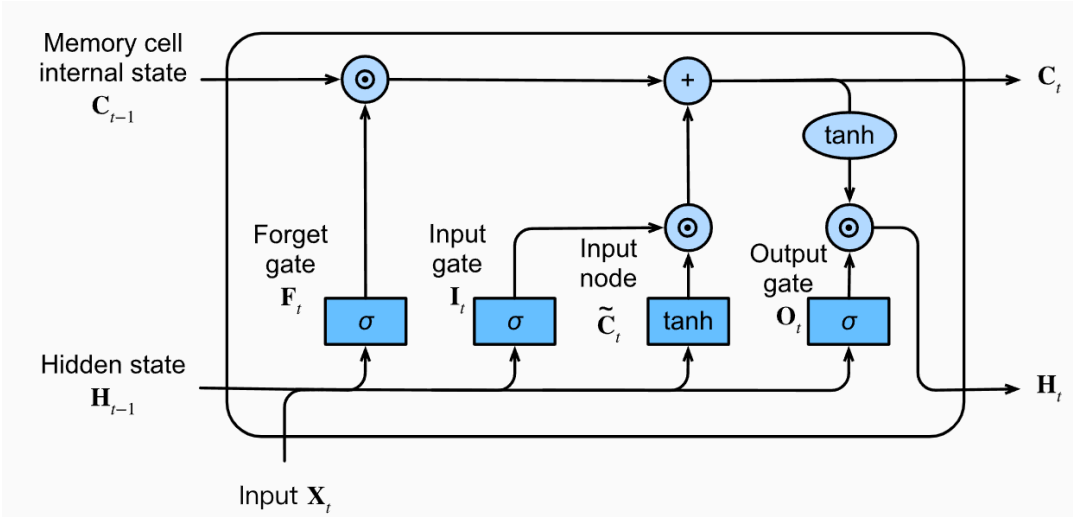 Memory cell
internal state
C_{t−1}
⊙
+
C_t
tanh
⊙
⊙
Forget
gate
F_t
Input
gate
I_t
Input
node
C̃_t
Output
gate
O_t
σ
σ
tanh
σ
Hidden state
H_{t−1}
H_t
Input X_t